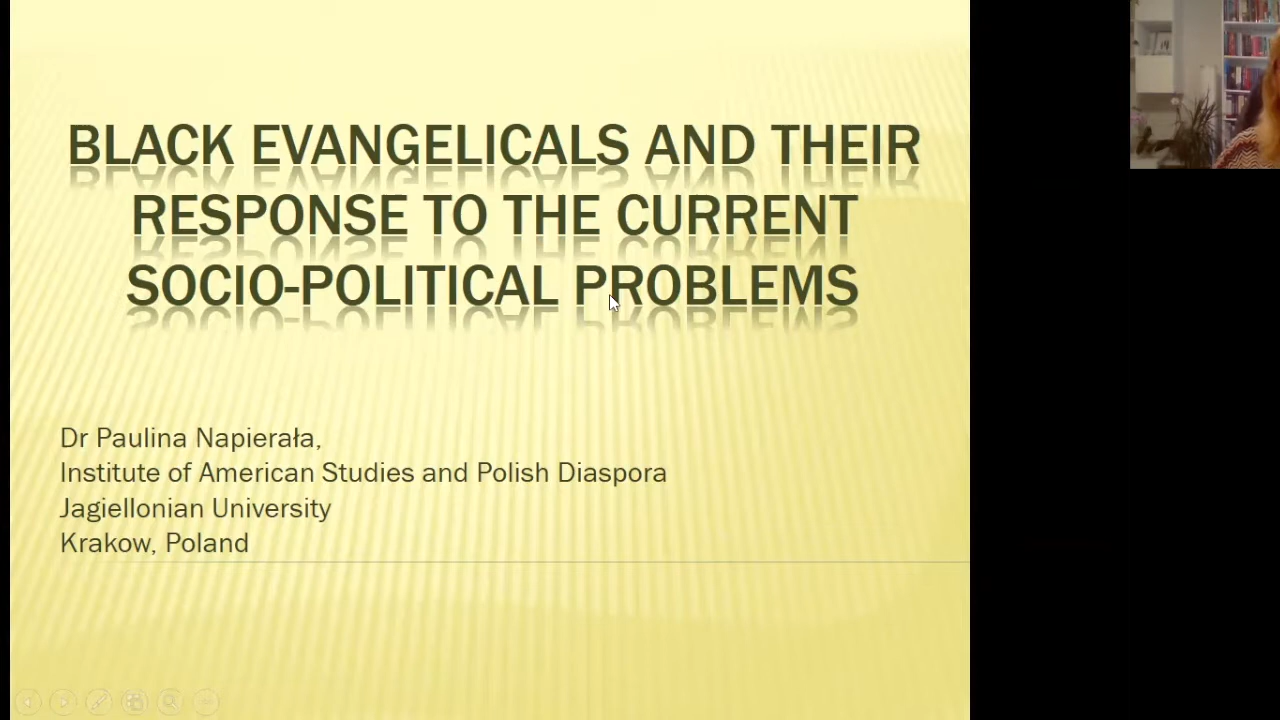 BLACK EVANGELICALS AND THEIR
RESPONSE TO THE CURRENT
SOCIO-POLITICAL PROBLEMS
Dr Paulina Napierała,
Institute of American Studies and Polish Diaspora
Jagiellonian University
Krakow, Poland